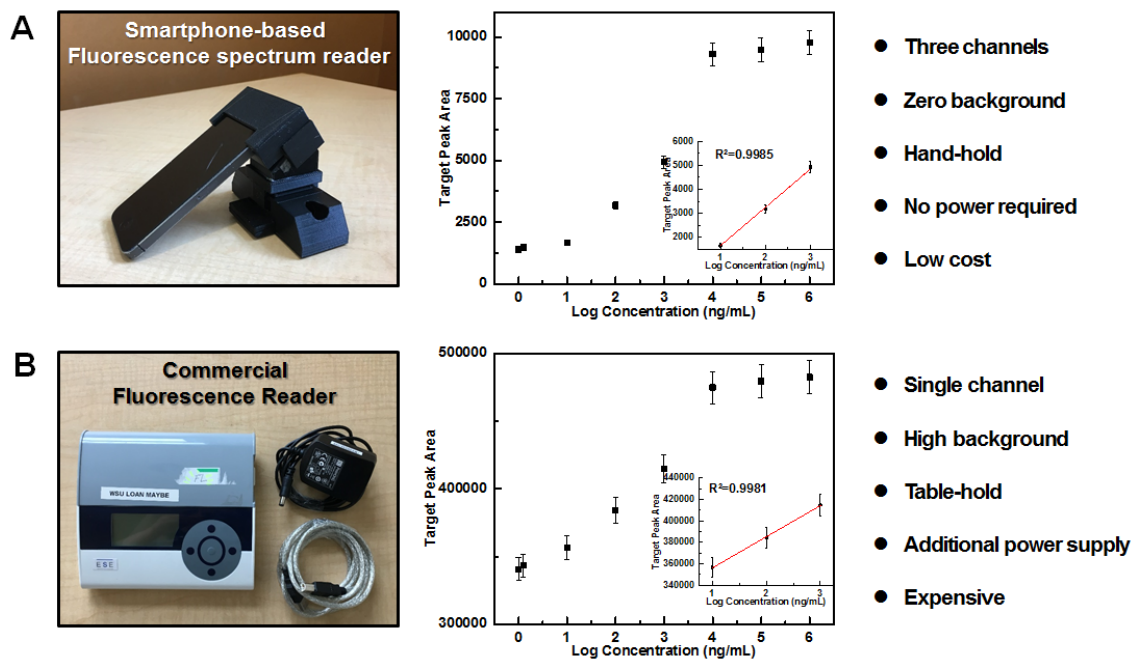 A
Smartphone-based
Fluorescence spectrum reader
10000
7500
5000
2500
0
Target Peak Area
0 1 2 3 4 5 6
Log Concentration (ng/mL)
R²=0.9985
6000
5000
4000
3000
2000
Target Peak Area
1 2 3
Log Concentration (ng/mL)
● Three channels
● Zero background
● Hand-hold
● No power required
● Low cost
B
Commercial
Fluorescence Reader
FL
WSU LOAN MAYBE
ESE
500000
400000
300000
Target Peak Area
0 1 2 3 4 5 6
Log Concentration (ng/mL)
R²=0.9981
440000
420000
400000
380000
360000
340000
Target Peak Area
1 2 3
Log Concentration (ng/mL)
● Single channel
● High background
● Table-hold
● Additional power supply
● Expensive